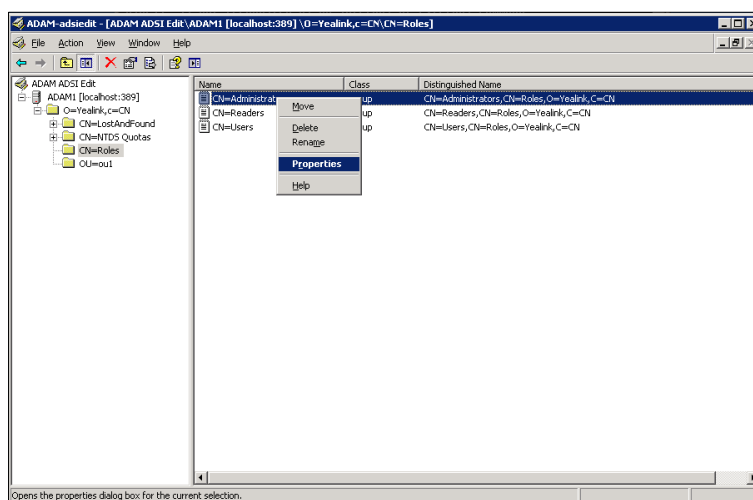 ADAM-adsiedit - [ADAM ADSI Edit\ADAM1 [localhost:389] \O=Yealink,c=CN\CN=Roles]
File Action View Window Help
ADAM ADSI Edit
ADAM1 [localhost:389]
O=Yealink,c=CN
CN=LostAndFound
CN=NTDS Quotas
CN=Roles
OU=ou1
Name Class Distinguished Name
CN=Administrat up CN=Administrators,CN=Roles,O=Yealink,C=CN
CN=Readers up CN=Readers,CN=Roles,O=Yealink,C=CN
CN=Users up CN=Users,CN=Roles,O=Yealink,C=CN
Move
Delete
Rename
Properties
Help
Opens the properties dialog box for the current selection.